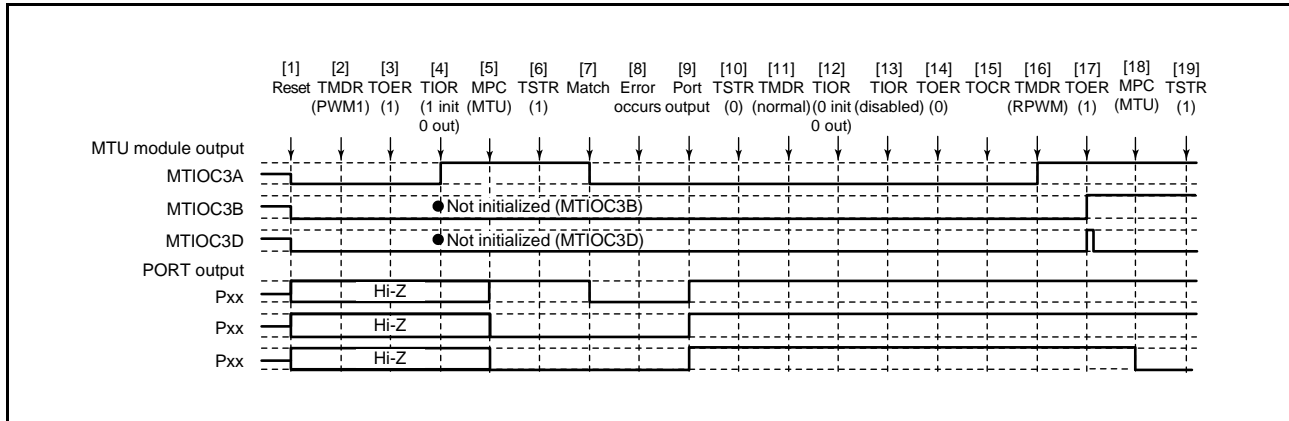 [1] [2] [3] [4] [5] [6] [7] [8] [9] [10] [11] [12] [13] [14] [15] [16] [17] [18] [19]
Reset TMDR TOER TIOR MPC TSTR Match Error Port TSTR TMDR TIOR TIOR TOER TOCR TMDR TOER MPC TSTR
(PWM1) (1) (1 init (MTU) (1) occurs output (0) (normal) (0 init (disabled) (0) (RPWM) (1) (MTU) (1)
0 out) 0 out)
MTU module output
MTIOC3A
MTIOC3B ● Not initialized (MTIOC3B)
MTIOC3D ● Not initialized (MTIOC3D)
PORT output
Pxx Hi-Z
Pxx Hi-Z
Pxx Hi-Z